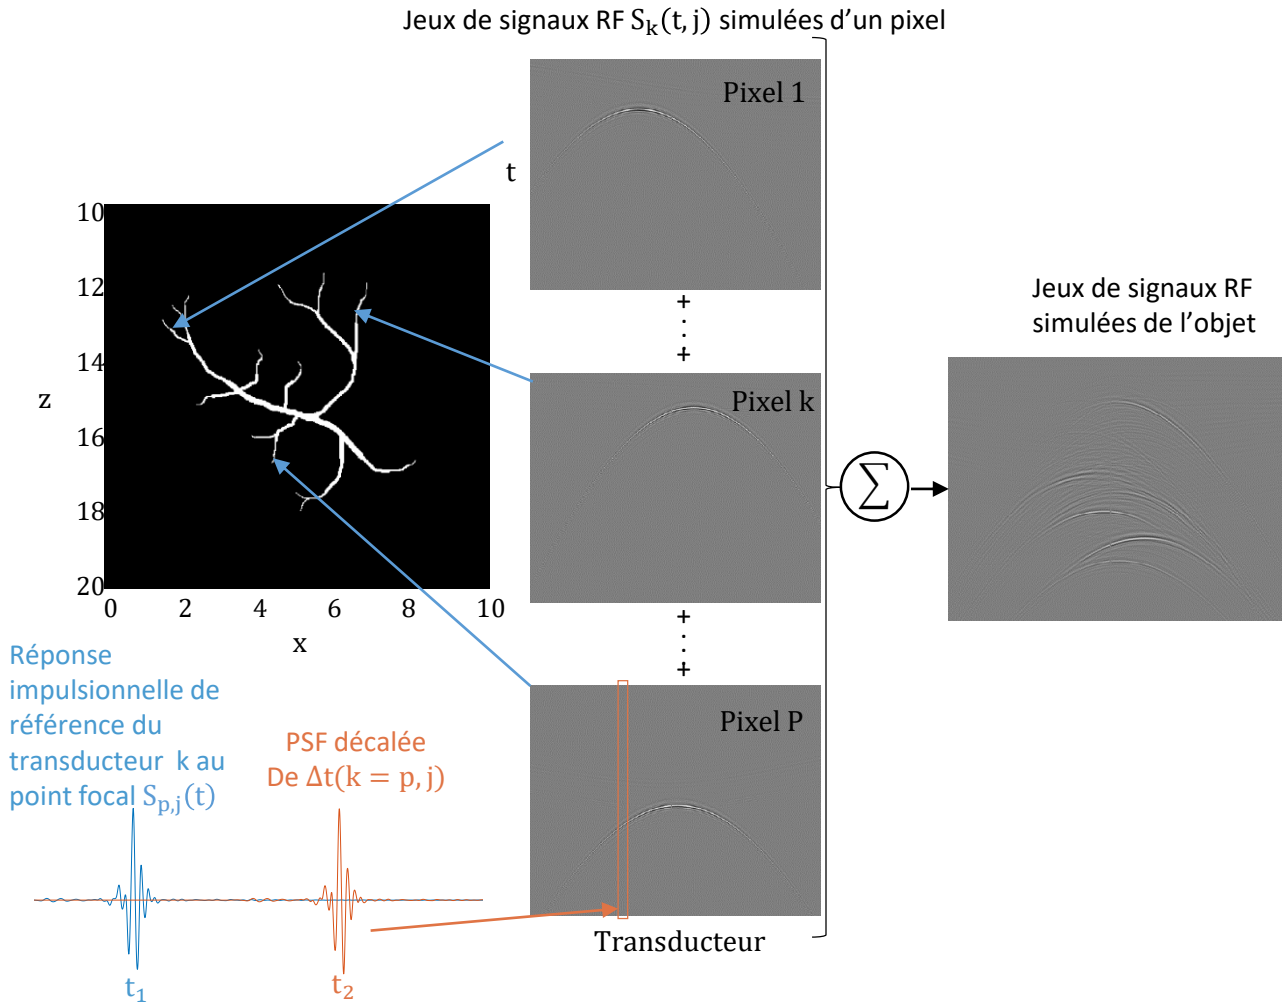 Jeux de signaux RF Sₖ(t, j) simulées d’un pixel
Pixel 1
t
10
12
14
z
16
18
20
0 2 4 6 8 10
x
+
.
.
.
+
Pixel k
+
.
.
.
+
Pixel P
Transducteur
∑
Jeux de signaux RF
simulées de l’objet
Réponse
impulsionnelle de
référence du
transducteur k au
point focal Sₚ,ⱼ(t)
PSF décalée
De Δt(k = p, j)
t₁
t₂